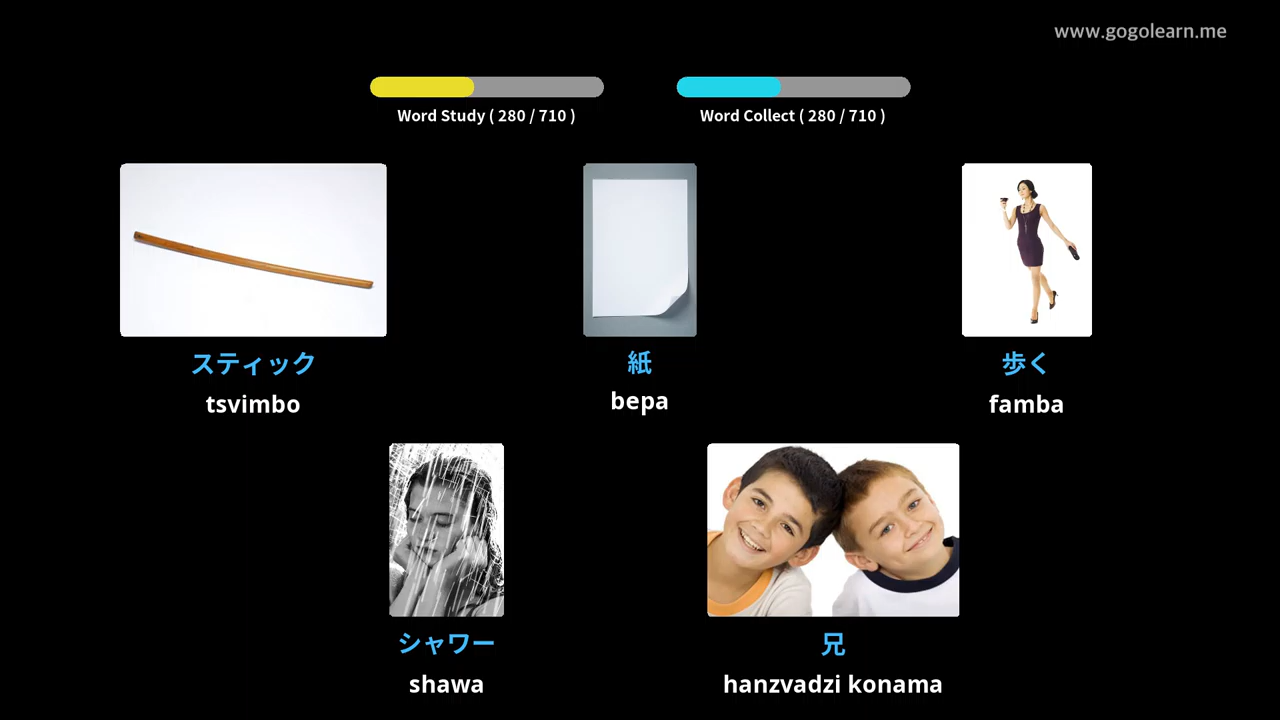 www.gogolearn.me
Word Study ( 280 / 710 )
Word Collect ( 280 / 710 )
スティック
tsvimbo
紙
bepa
歩く
famba
シャワー
shawa
兄
hanzvadzi konama